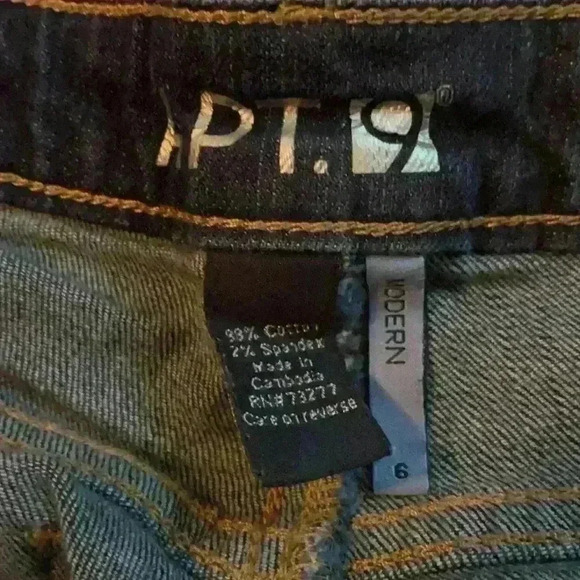 APT. 9®
98% Cotton
2% Spandex
Made in
Cambodia
RN#73277
Care on reverse
MODERN
6